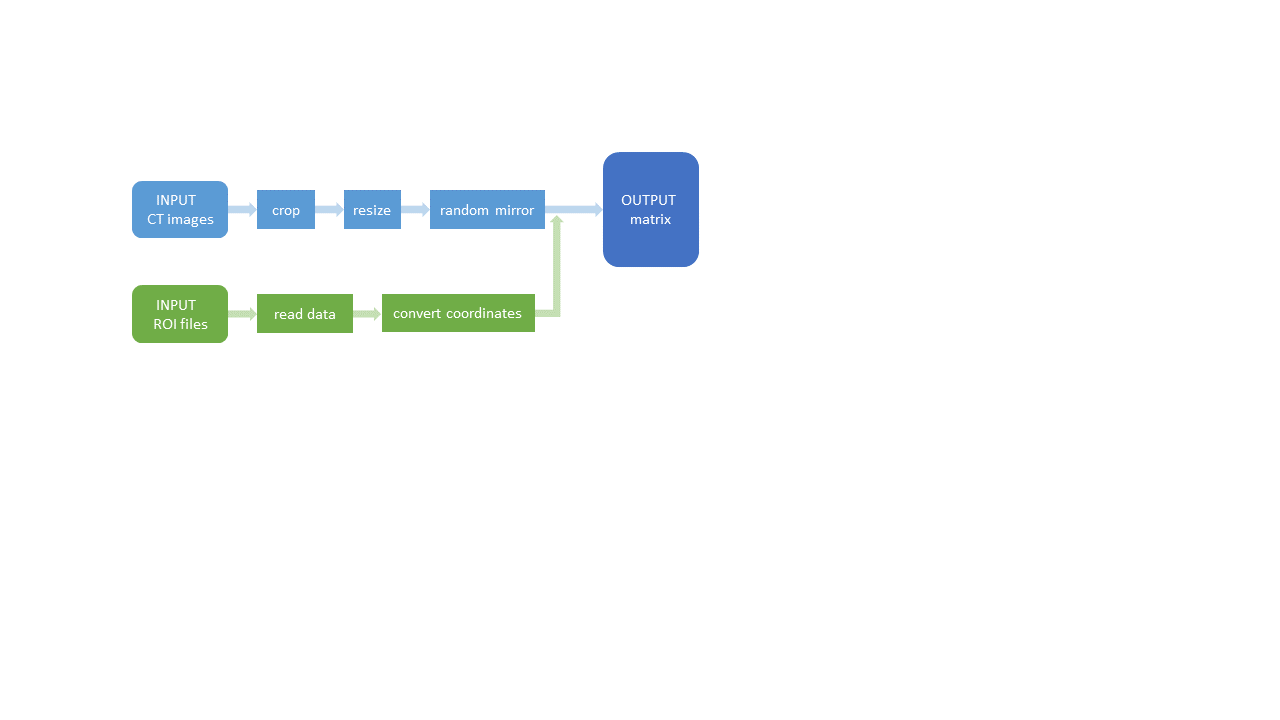 INPUT
CT images
crop
resize
random mirror
OUTPUT
matrix
INPUT
ROI files
read data
convert coordinates